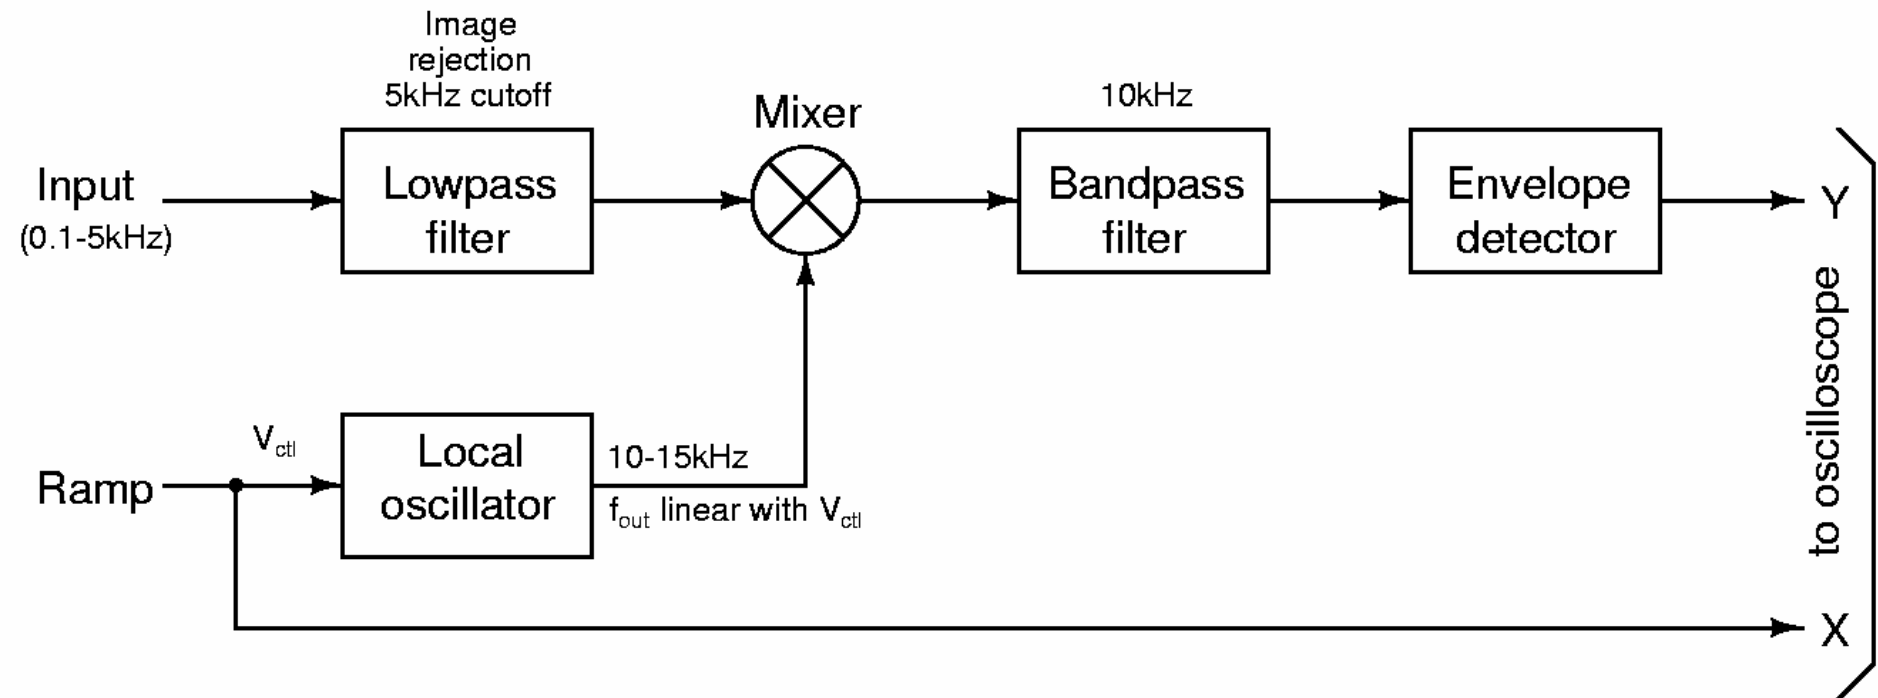 Image
rejection
5kHz cutoff
Mixer
10kHz
Input
(0.1-5kHz)
Lowpass
filter
Bandpass
filter
Envelope
detector
Y
to oscilloscope
Vctl
Ramp
Local
oscillator
10-15kHz
fout linear with Vctl
X